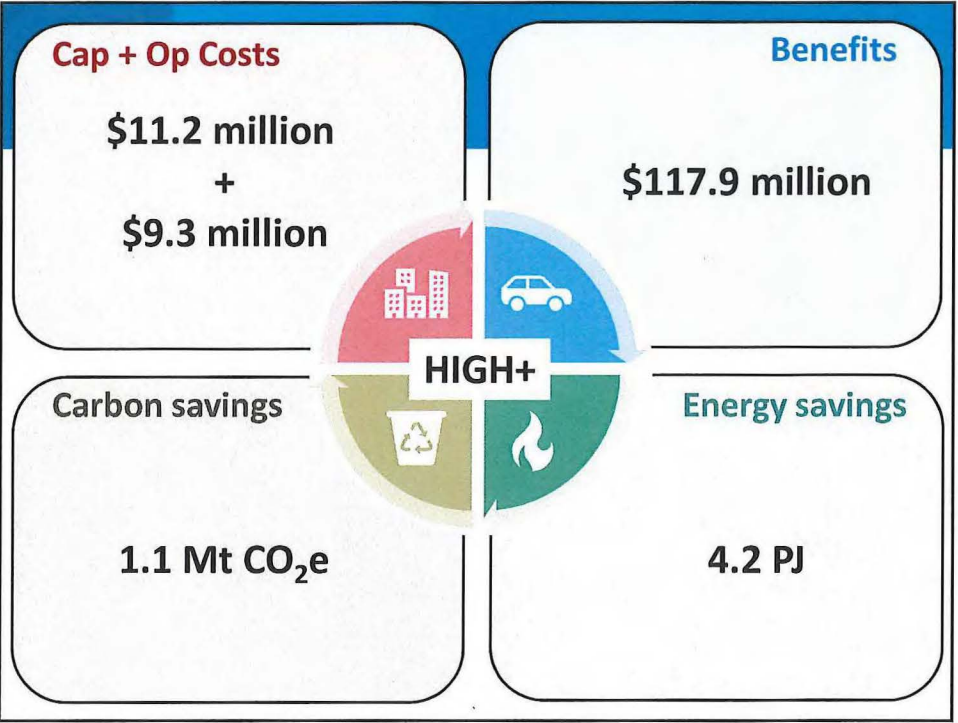 Cap + Op Costs
$11.2 million
+
$9.3 million
Benefits
$117.9 million
HIGH+
Carbon savings
1.1 Mt CO₂e
Energy savings
4.2 PJ